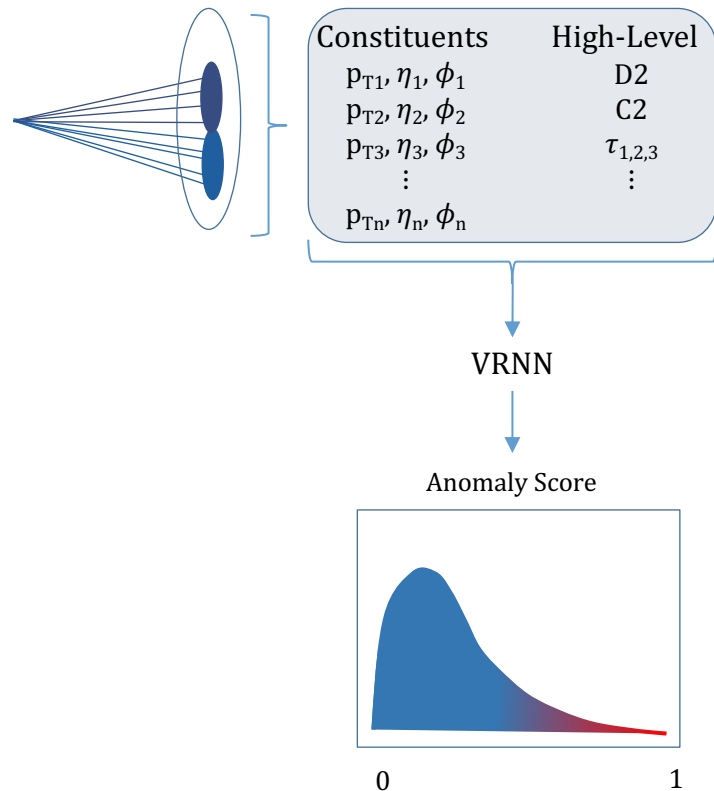 Constituents High-Level
p_T1, η_1, ϕ_1 D2
p_T2, η_2, ϕ_2 C2
p_T3, η_3, ϕ_3 τ_1,2,3
⋮ ⋮
p_Tn, η_n, ϕ_n
VRNN
Anomaly Score
0 1